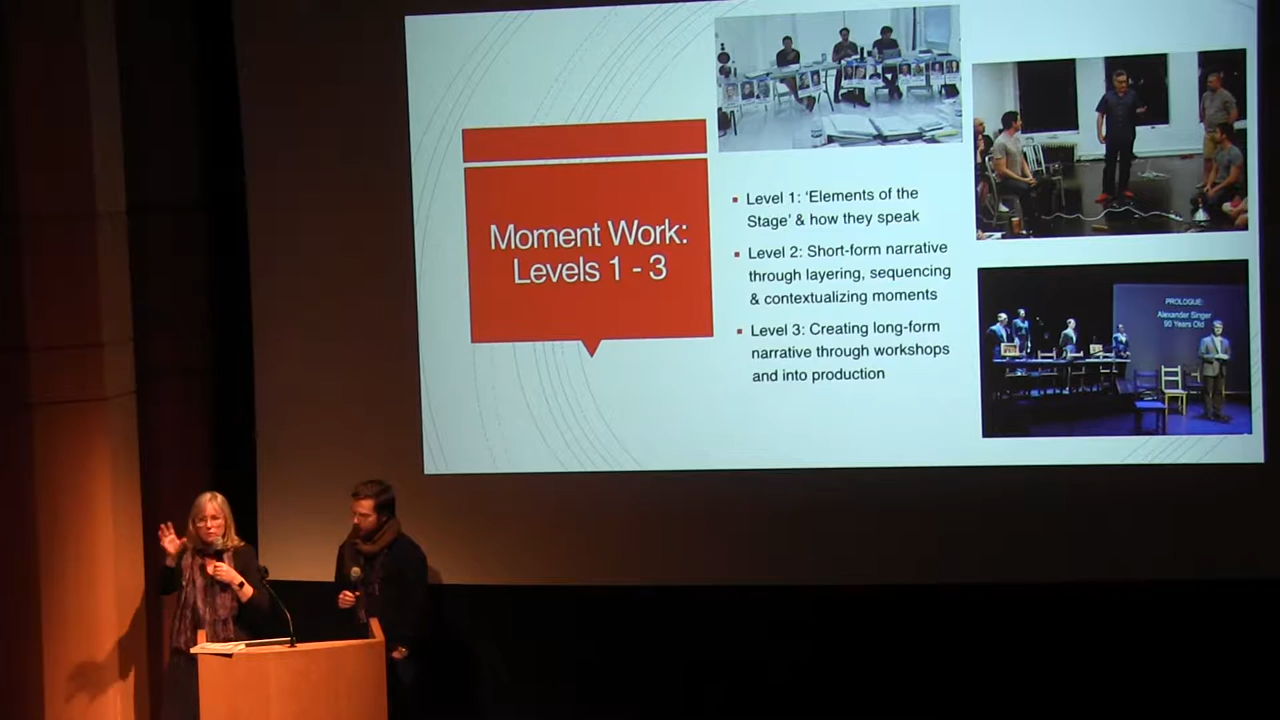 Moment Work:
Levels 1 - 3
Level 1: ‘Elements of the
Stage’ & how they speak
Level 2: Short-form narrative
through layering, sequencing
& contextualizing moments
Level 3: Creating long-form
narrative through workshops
and into production
PROLOGUE:
Alexander Singer
90 Years Old